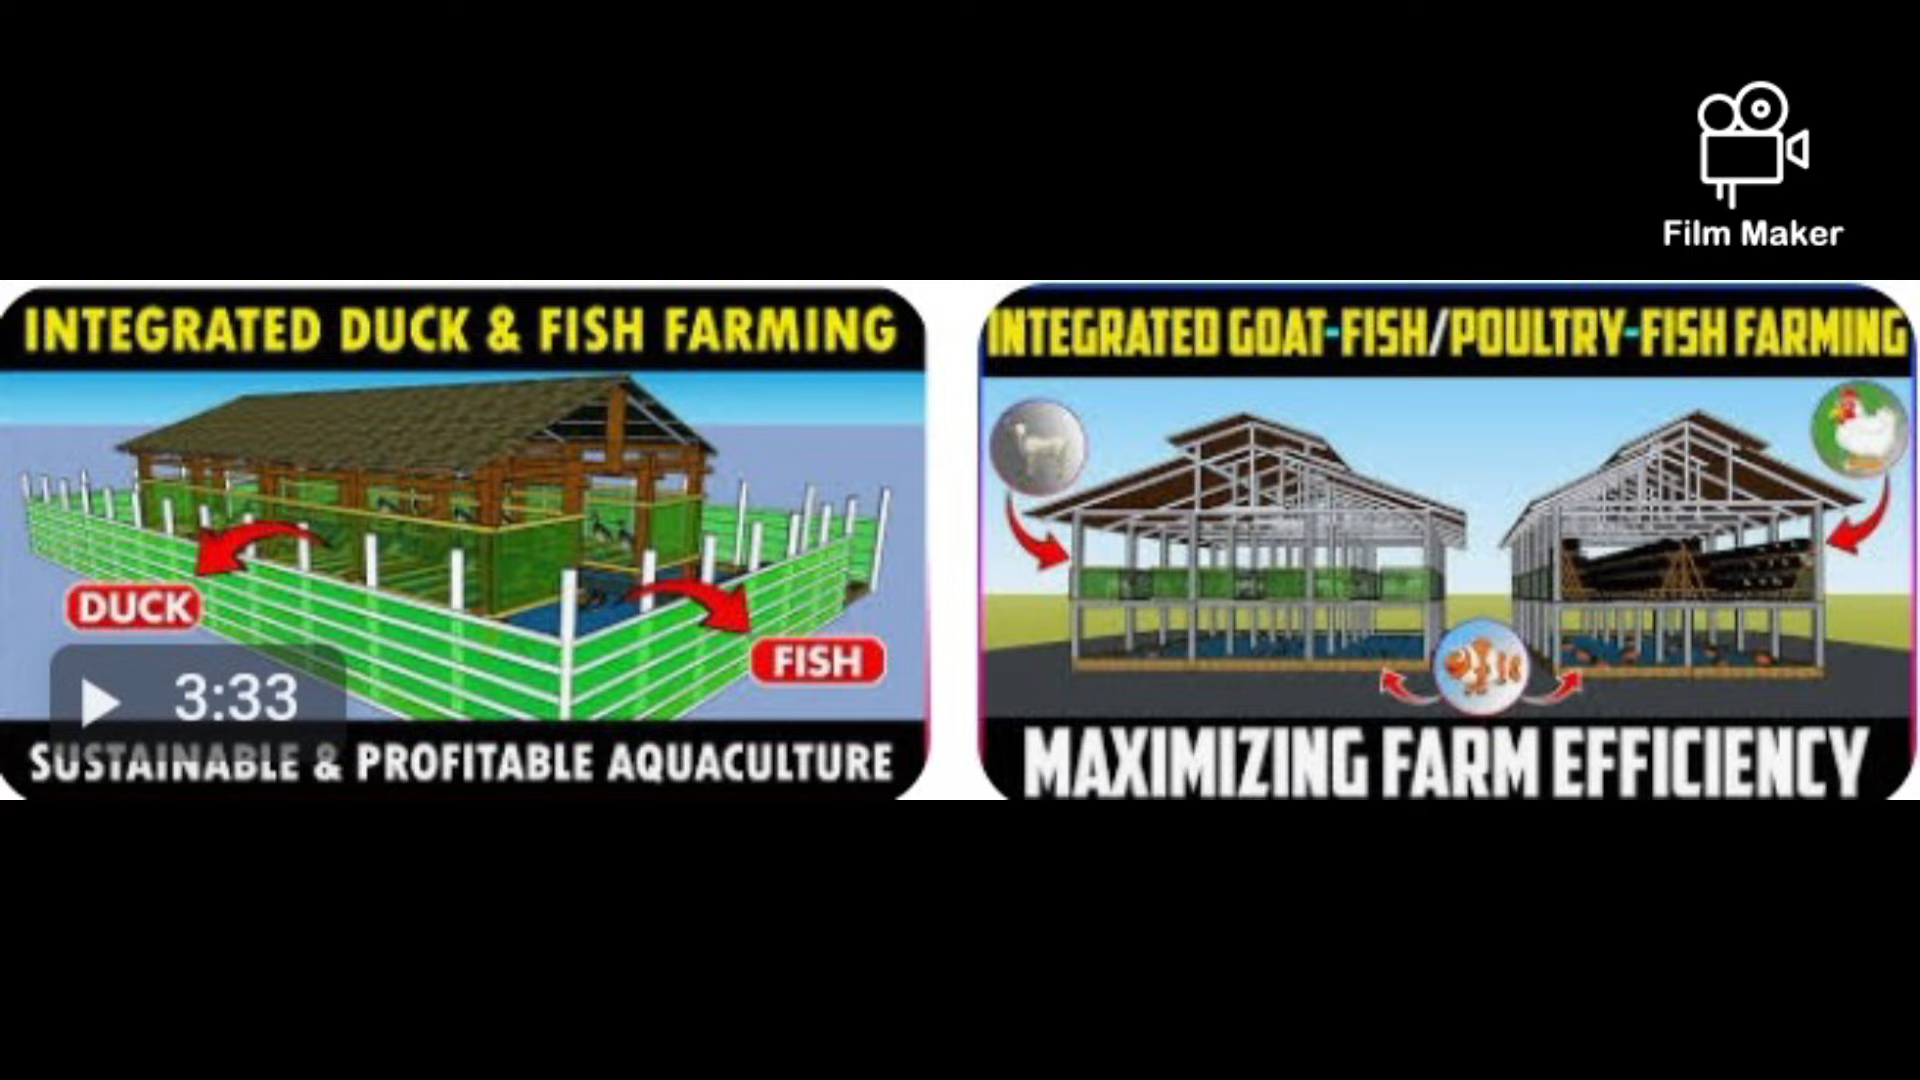 Film Maker
INTEGRATED DUCK & FISH FARMING
DUCK
FISH
3:33
SUSTAINABLE & PROFITABLE AQUACULTURE
INTEGRATED GOAT-FISH/POULTRY-FISH FARMING
MAXIMIZING FARM EFFICIENCY